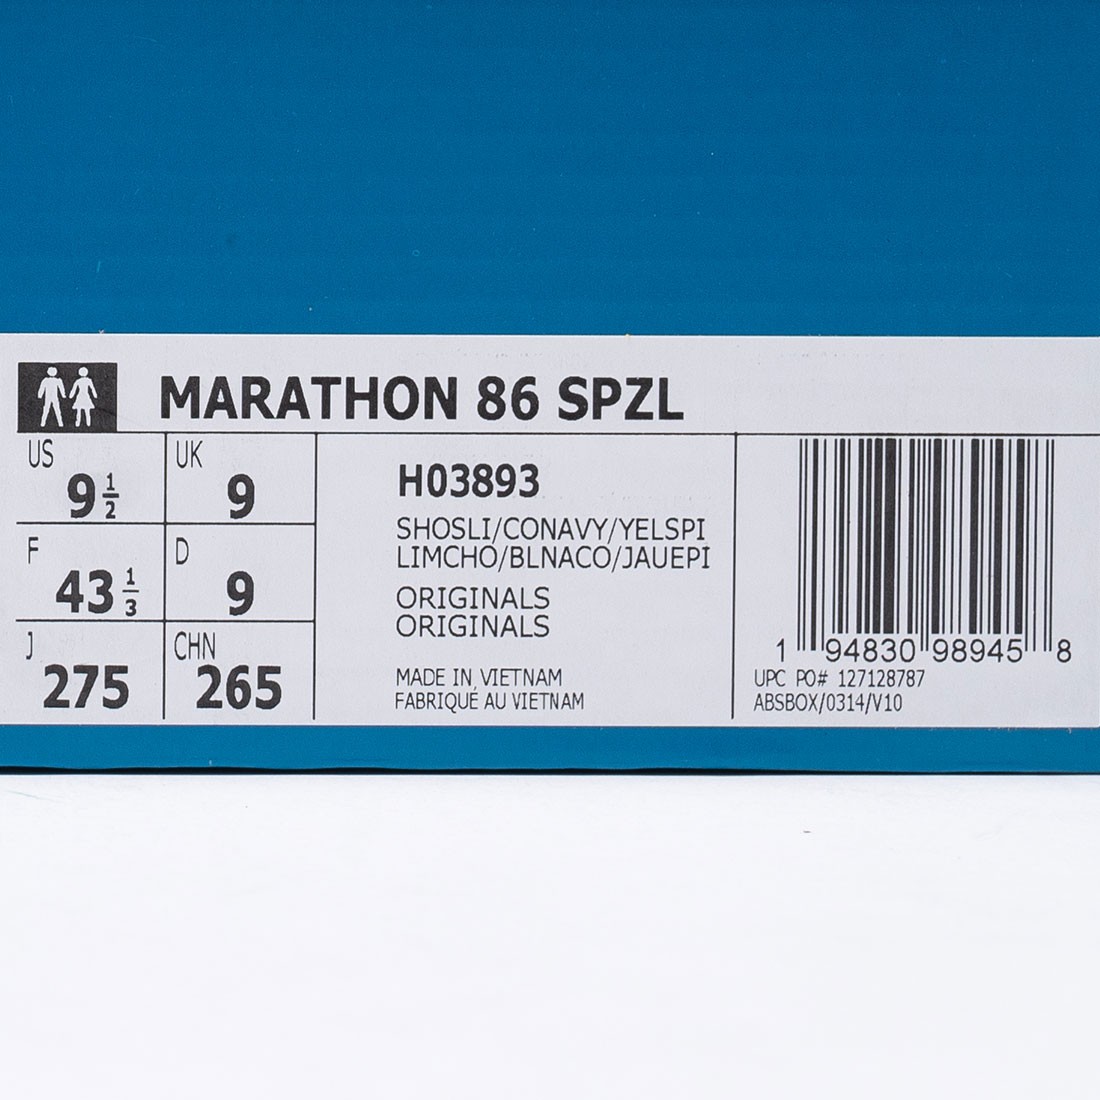 MARATHON 86 SPZL
US
9 1/2
UK
9
F
43 1/3
D
9
J
275
CHN
265
H03893
SHOSLI/CONAVY/YELSPI
LIMCHO/BLNACO/JAUEPI
ORIGINALS
ORIGINALS
MADE IN VIETNAM
FABRIQUÉ AU VIETNAM
1 94830 98945 8
UPC PO# 127128787
ABSBOX/0314/V10